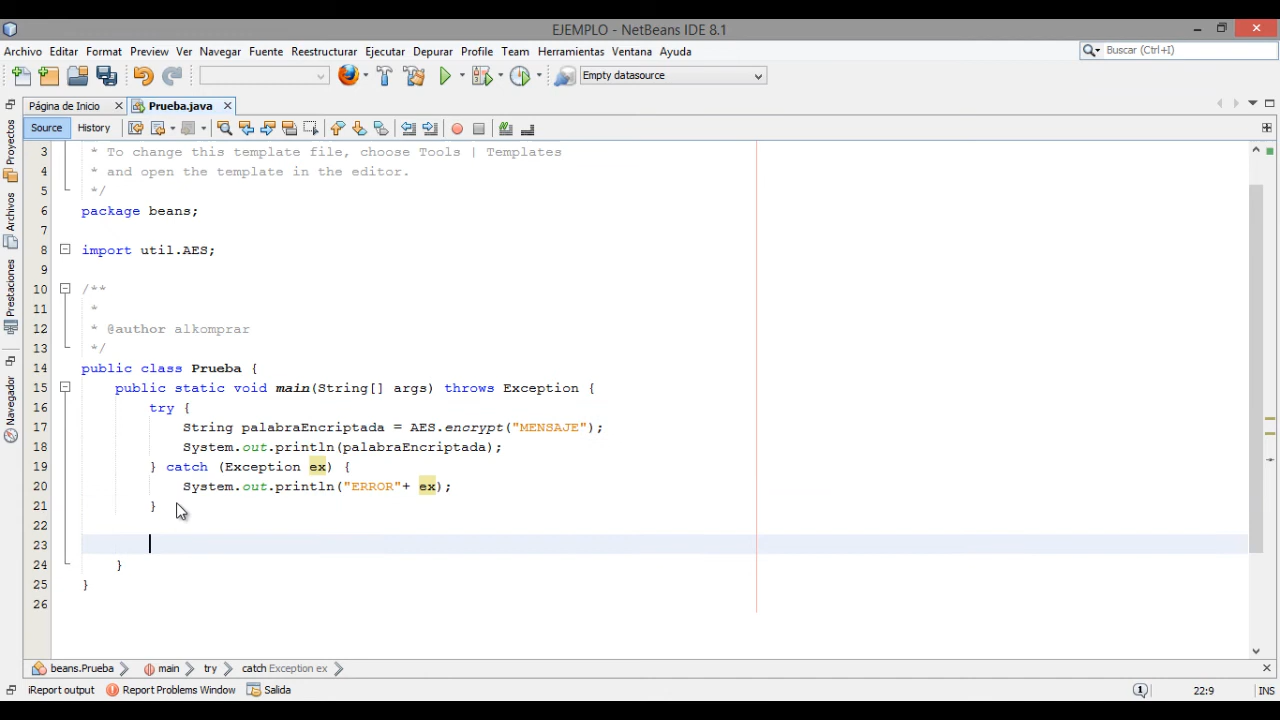 EJEMPLO - NetBeans IDE 8.1
Archivo Editar Format Preview Ver Navegar Fuente Reestructurar Ejecutar Depurar Profile Team Herramientas Ventana Ayuda
Buscar (Ctrl+I)
Empty datasource
Página de Inicio
Prueba.java
Source History
Proyectos
Archivos
Prestaciones
Navegador
3 * To change this template file, choose Tools | Templates
4 * and open the template in the editor.
5 */
6 package beans;
7
8 import util.AES;
9
10 /**
11 *
12 * @author alkomprar
13 */
14 public class Prueba {
15 public static void main(String[] args) throws Exception {
16 try {
17 String palabraEncriptada = AES.encrypt("MENSAJE");
18 System.out.println(palabraEncriptada);
19 } catch (Exception ex) {
20 System.out.println("ERROR"+ ex);
21 }
22
23
24 }
25 }
26
beans.Prueba main try catch Exception ex
iReport output Report Problems Window Salida
1
22:9 INS